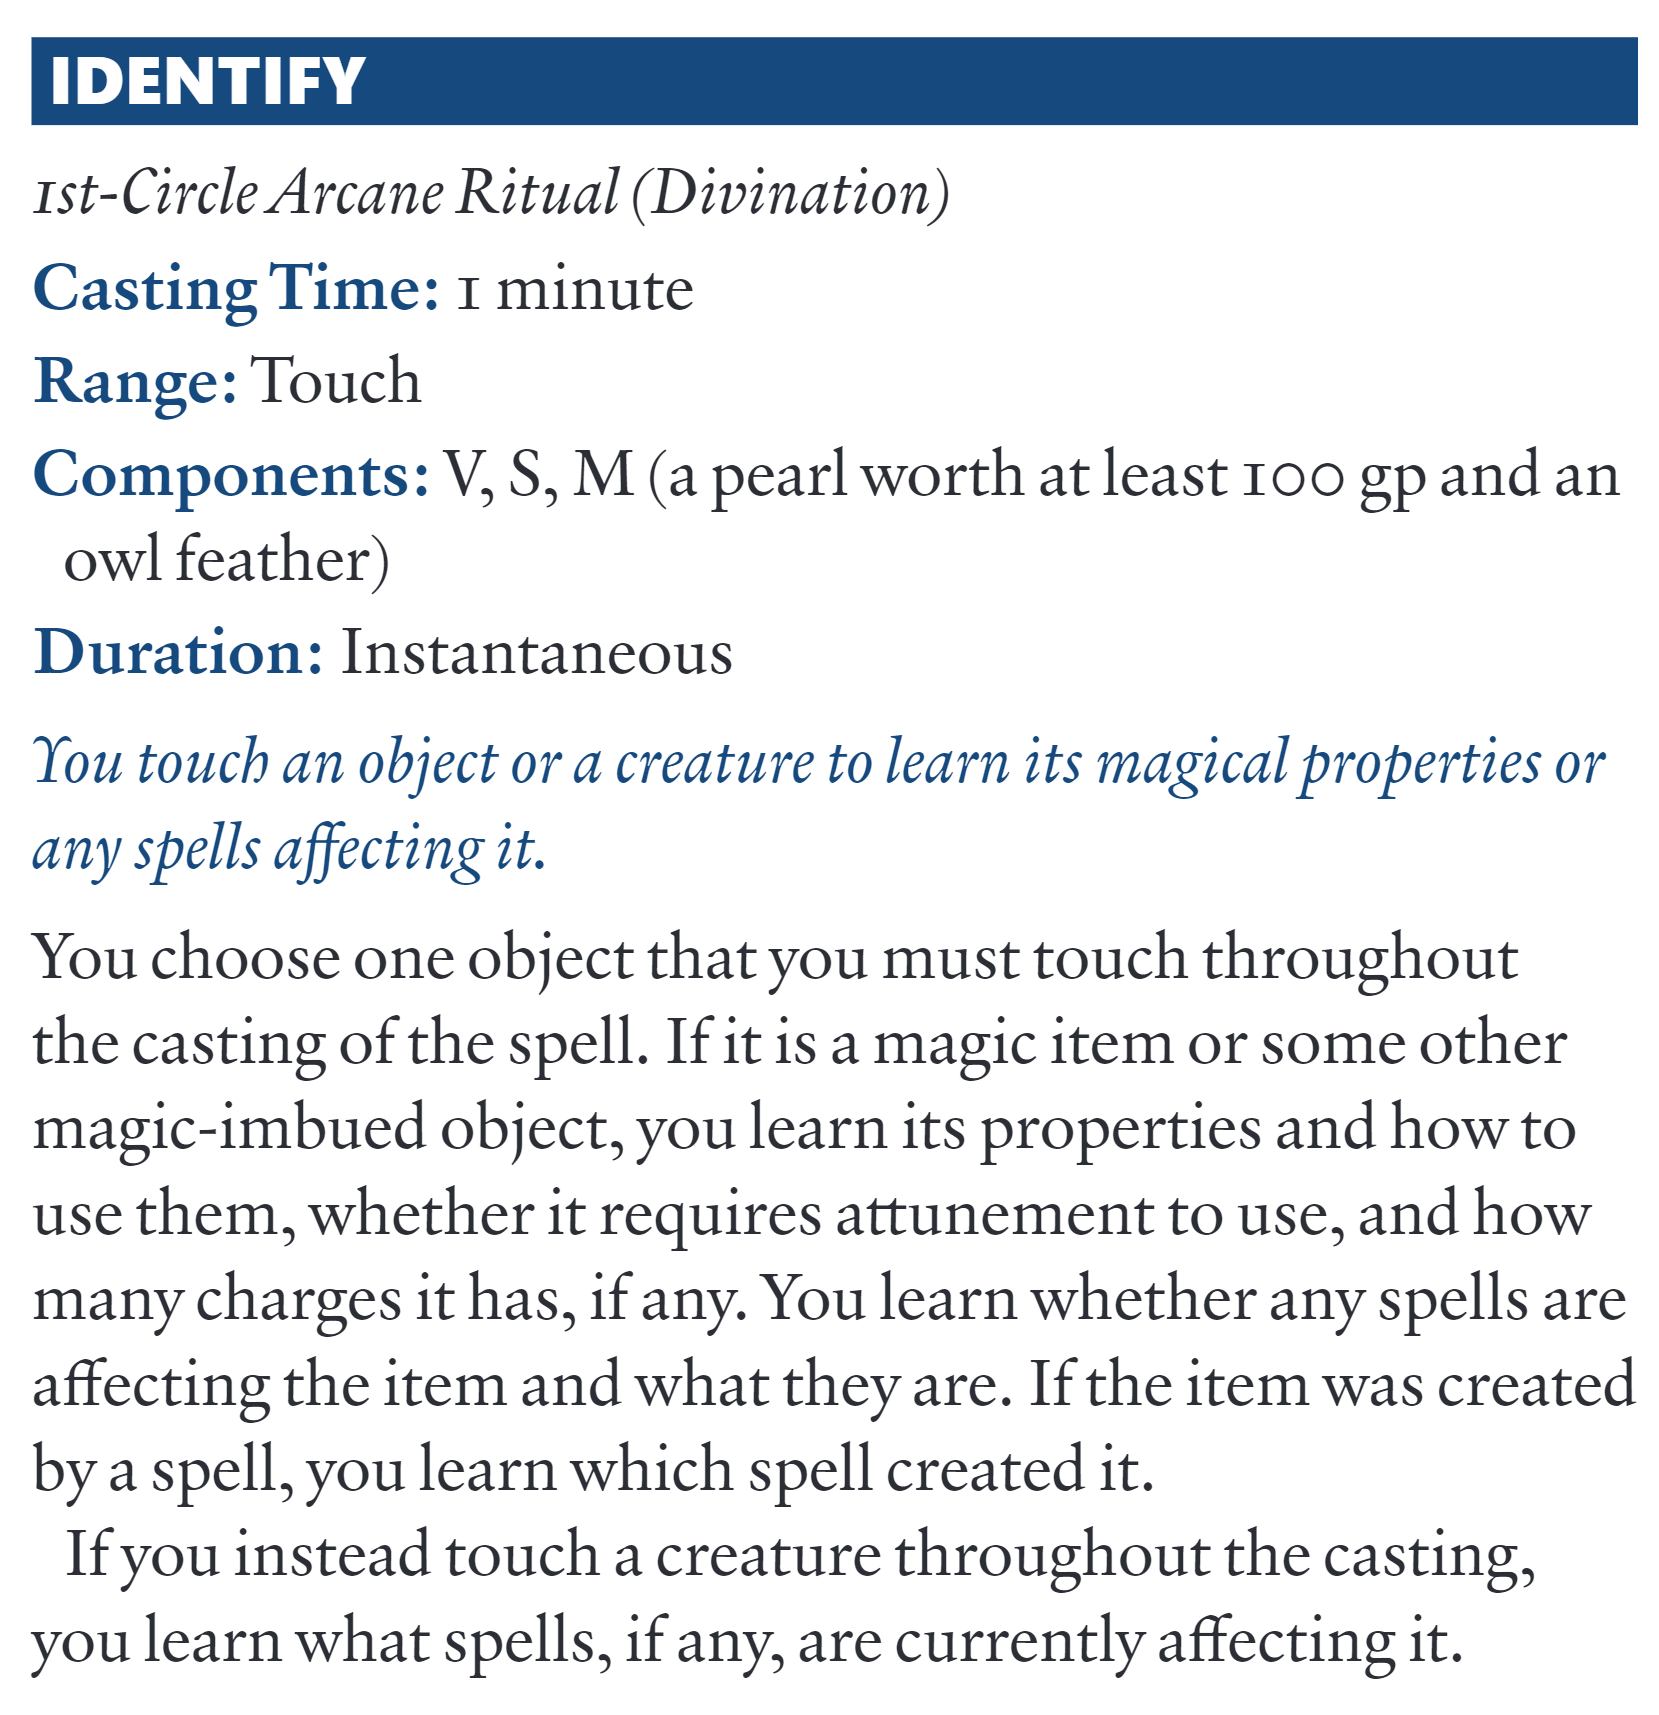 IDENTIFY
1st-Circle Arcane Ritual (Divination)
Casting Time: 1 minute
Range: Touch
Components: V, S, M (a pearl worth at least 100 gp and an
owl feather)
Duration: Instantaneous
You touch an object or a creature to learn its magical properties or
any spells affecting it.
You choose one object that you must touch throughout
the casting of the spell. If it is a magic item or some other
magic-imbued object, you learn its properties and how to
use them, whether it requires attunement to use, and how
many charges it has, if any. You learn whether any spells are
affecting the item and what they are. If the item was created
by a spell, you learn which spell created it.
If you instead touch a creature throughout the casting,
you learn what spells, if any, are currently affecting it.